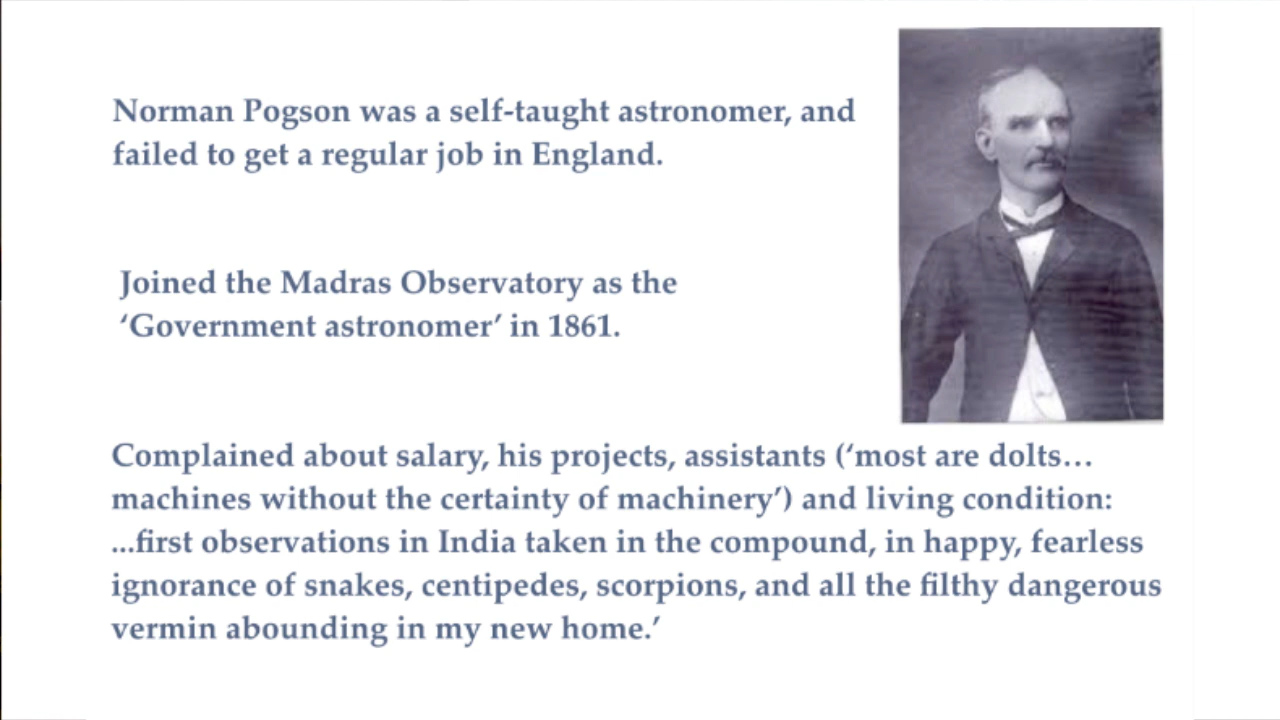 Norman Pogson was a self-taught astronomer, and
failed to get a regular job in England.
Joined the Madras Observatory as the
‘Government astronomer’ in 1861.
Complained about salary, his projects, assistants (‘most are dolts…
machines without the certainty of machinery’) and living condition:
...first observations in India taken in the compound, in happy, fearless
ignorance of snakes, centipedes, scorpions, and all the filthy dangerous
vermin abounding in my new home.’